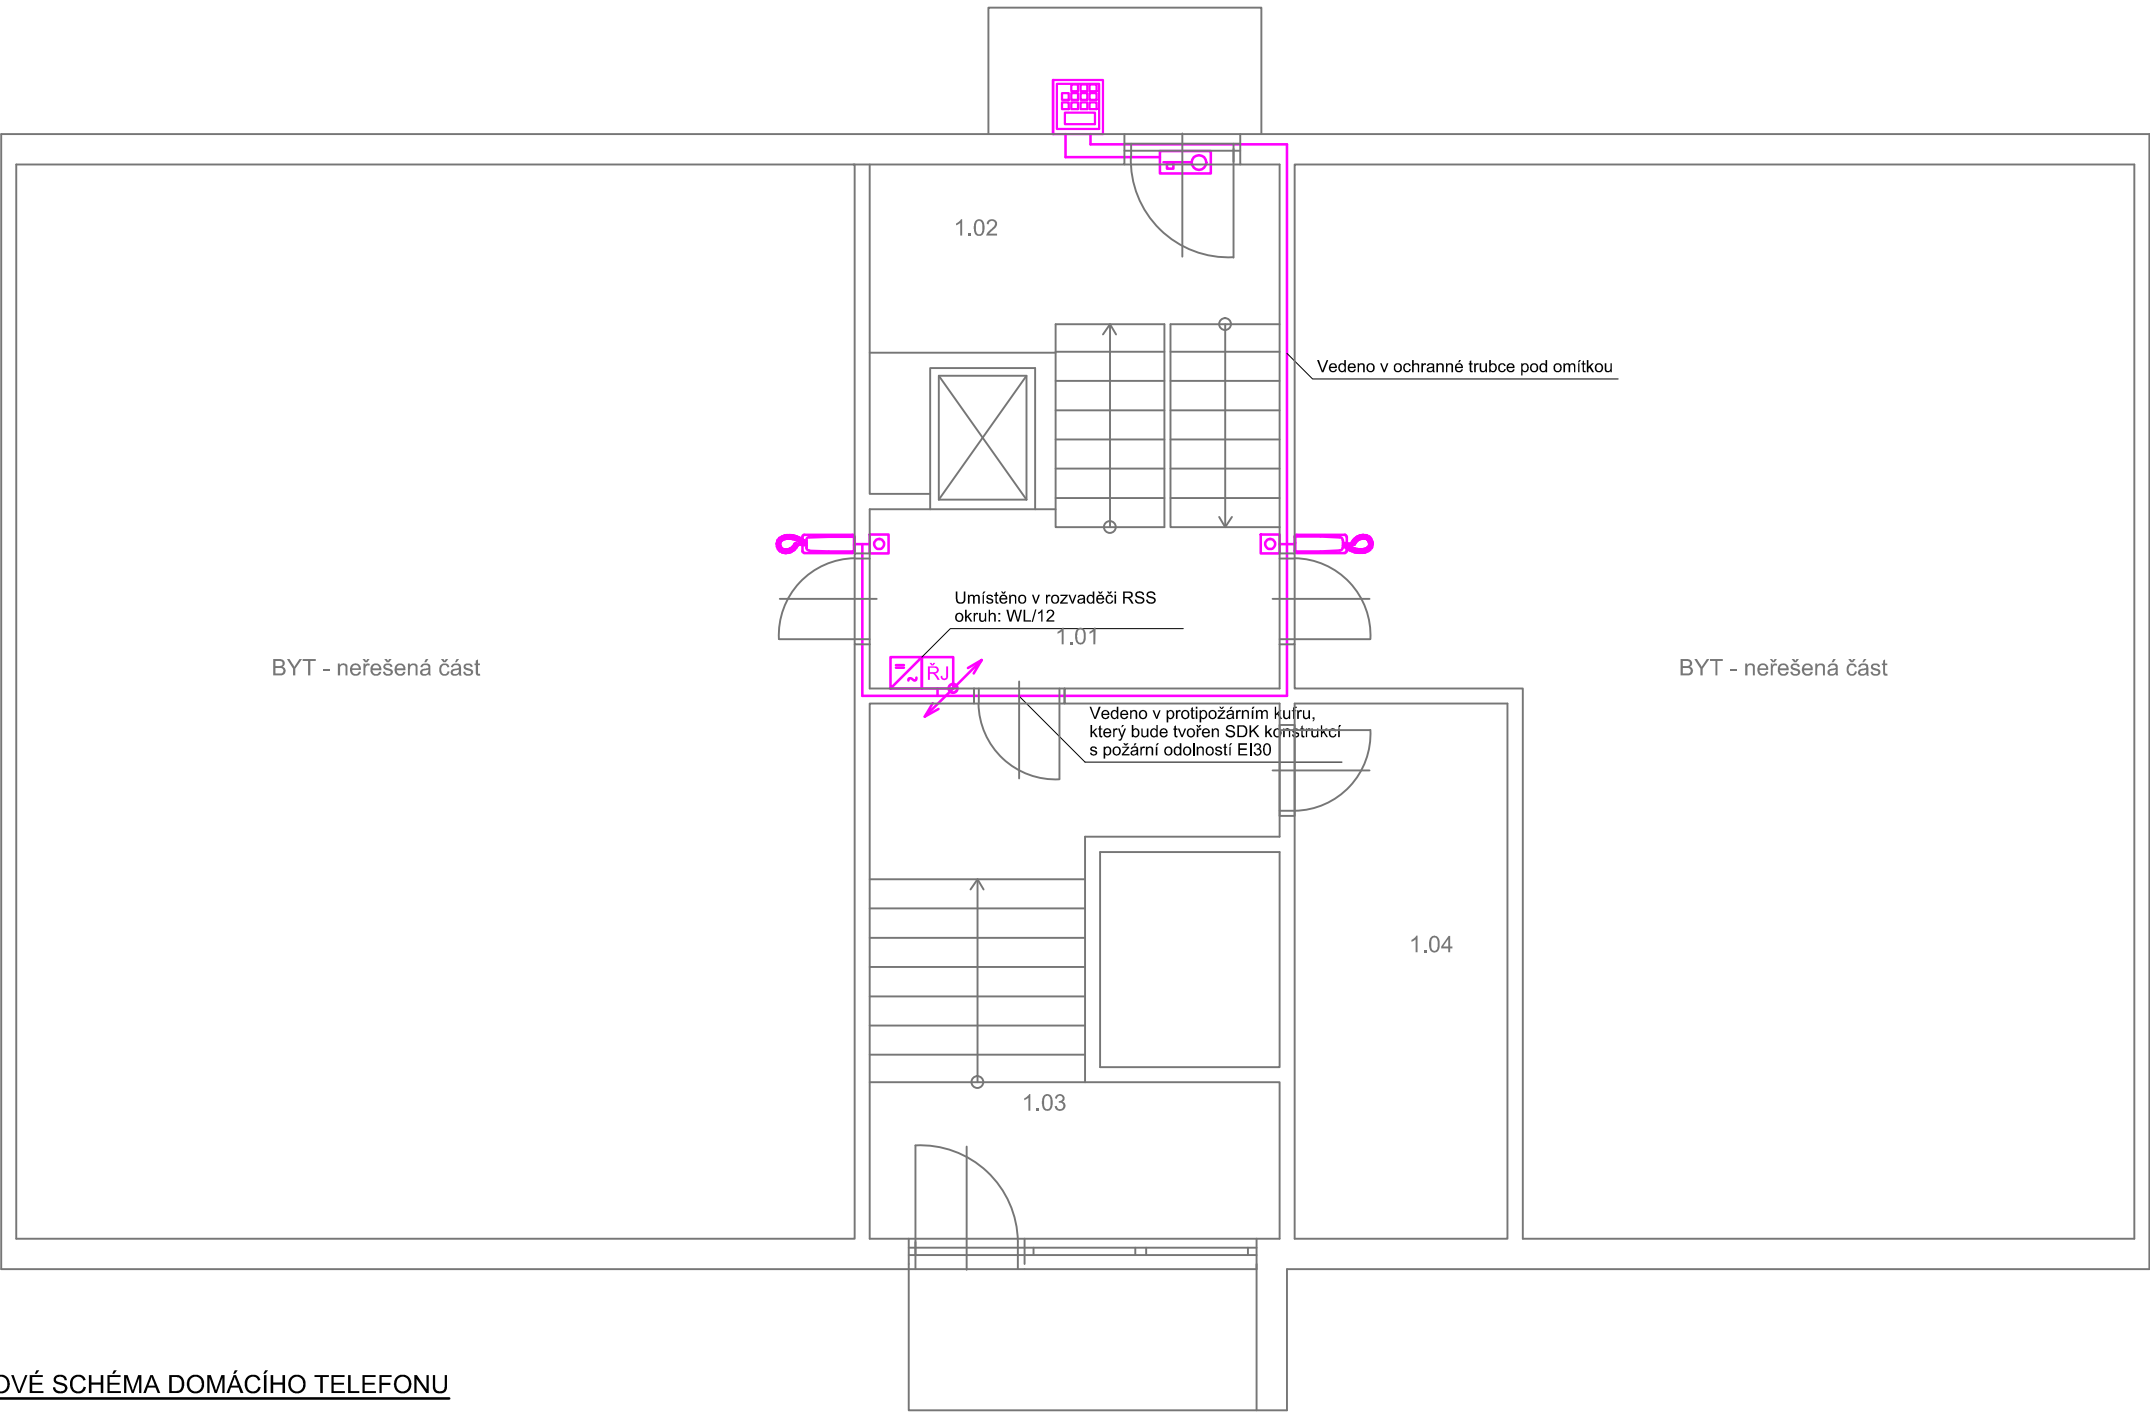 1.02
Vedeno v ochranné trubce pod omítkou
Umístěno v rozvaděči RSS
okruh: WL/12
1.01
BYT - neřešená část
BYT - neřešená část
ŘJ
Vedeno v protipožárním kufru,
který bude tvořen SDK konstrukcí
s požární odolností EI30
1.04
1.03
OVÉ SCHÉMA DOMÁCÍHO TELEFONU